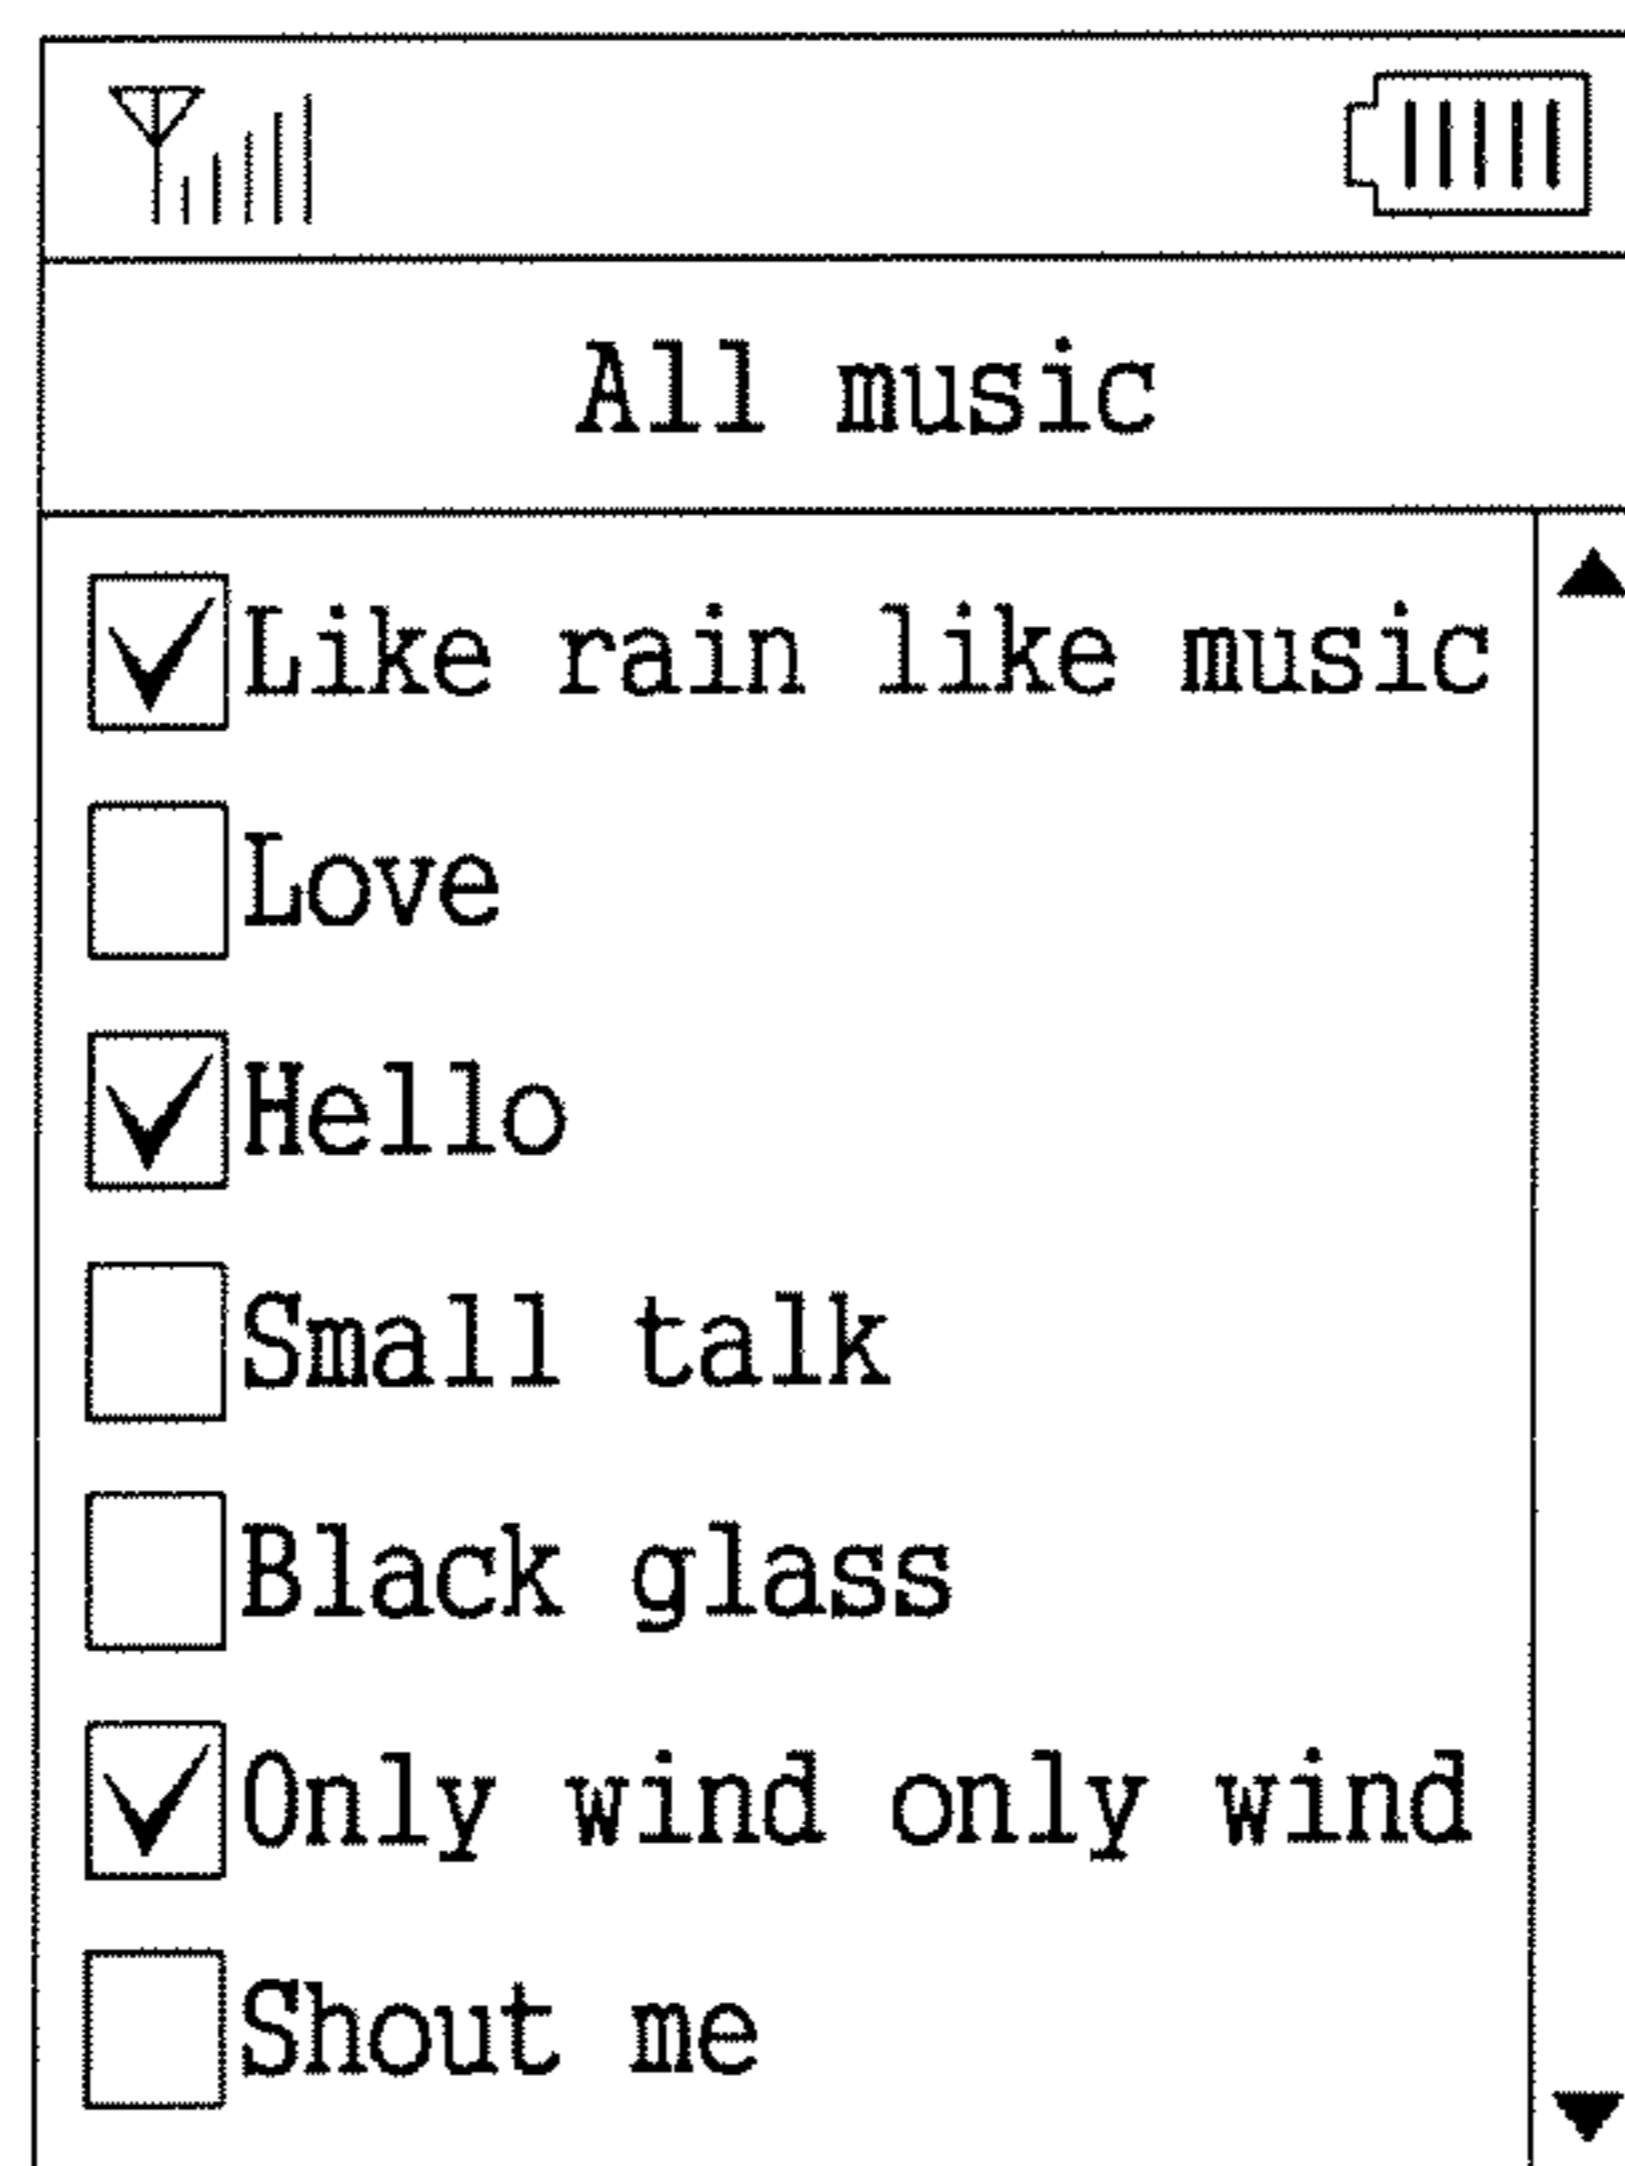 All music
Like rain like music
Love
Hello
Small talk
Black glass
Only wind only wind
Shout me